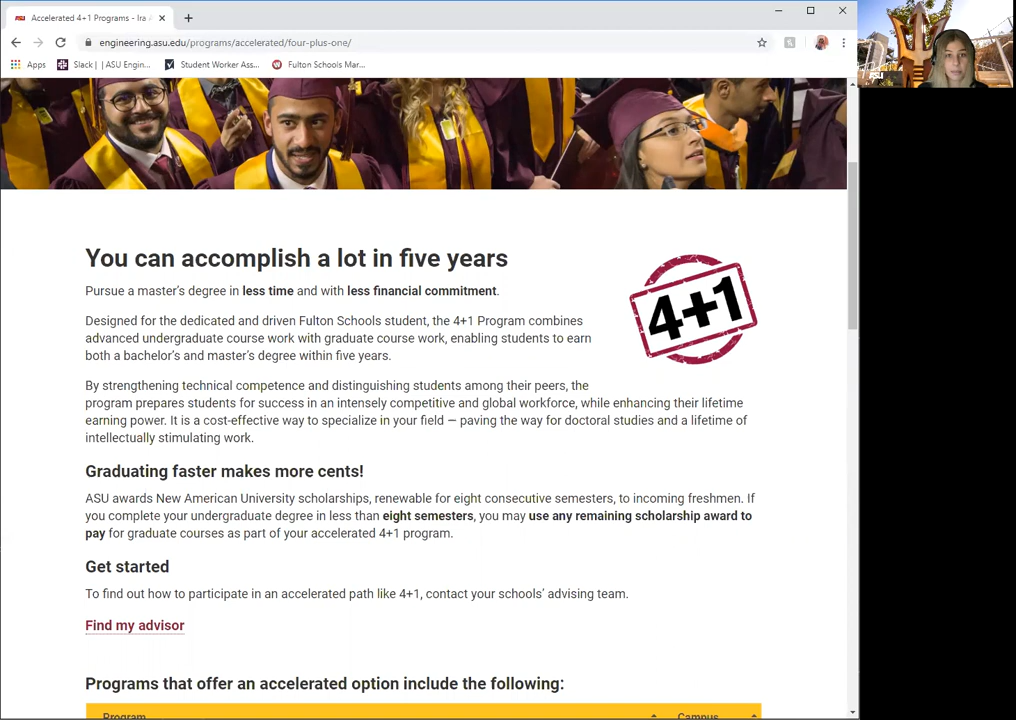 Accelerated 4+1 Programs - Ira
engineering.asu.edu/programs/accelerated/four-plus-one/
Apps Slack | | ASU Engin... Student Worker Ass... Fulton Schools Mar...
ASU
You can accomplish a lot in five years
Pursue a master's degree in less time and with less financial commitment.
4+1
Designed for the dedicated and driven Fulton Schools student, the 4+1 Program combines
advanced undergraduate course work with graduate course work, enabling students to earn
both a bachelor's and master's degree within five years.
By strengthening technical competence and distinguishing students among their peers, the
program prepares students for success in an intensely competitive and global workforce, while enhancing their lifetime
earning power. It is a cost-effective way to specialize in your field — paving the way for doctoral studies and a lifetime of
intellectually stimulating work.
Graduating faster makes more cents!
ASU awards New American University scholarships, renewable for eight consecutive semesters, to incoming freshmen. If
you complete your undergraduate degree in less than eight semesters, you may use any remaining scholarship award to
pay for graduate courses as part of your accelerated 4+1 program.
Get started
To find out how to participate in an accelerated path like 4+1, contact your schools' advising team.
Find my advisor
Programs that offer an accelerated option include the following:
Program Campus